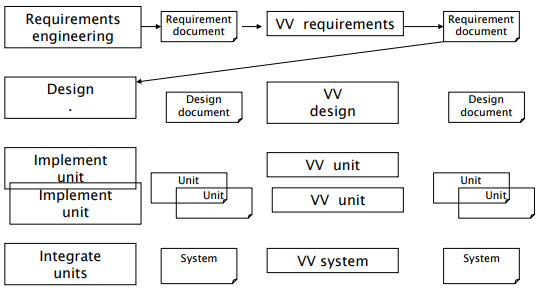 Requirements
engineering
Requirement
document
VV requirements
Requirement
document
Design
.
Design
document
VV
design
Design
document
Implement
unit
Implement
unit
Unit
Unit
VV unit
VV unit
Unit
Unit
Integrate
units
System
VV system
System